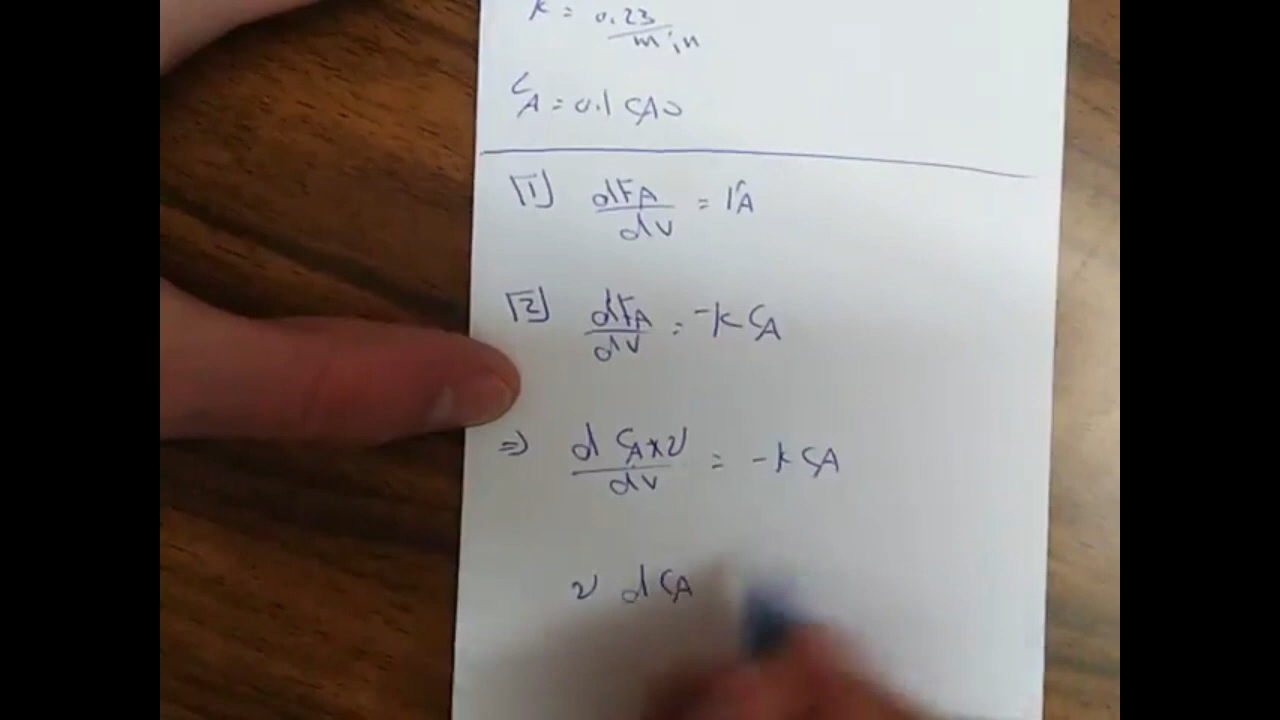 k = 0.23/min
CA = 0.1 CA0
[1] dFA/dV = rA
[2] dFA/dV = -k CA
⇒ d CA × υ/dV = -k CA
υ dCA